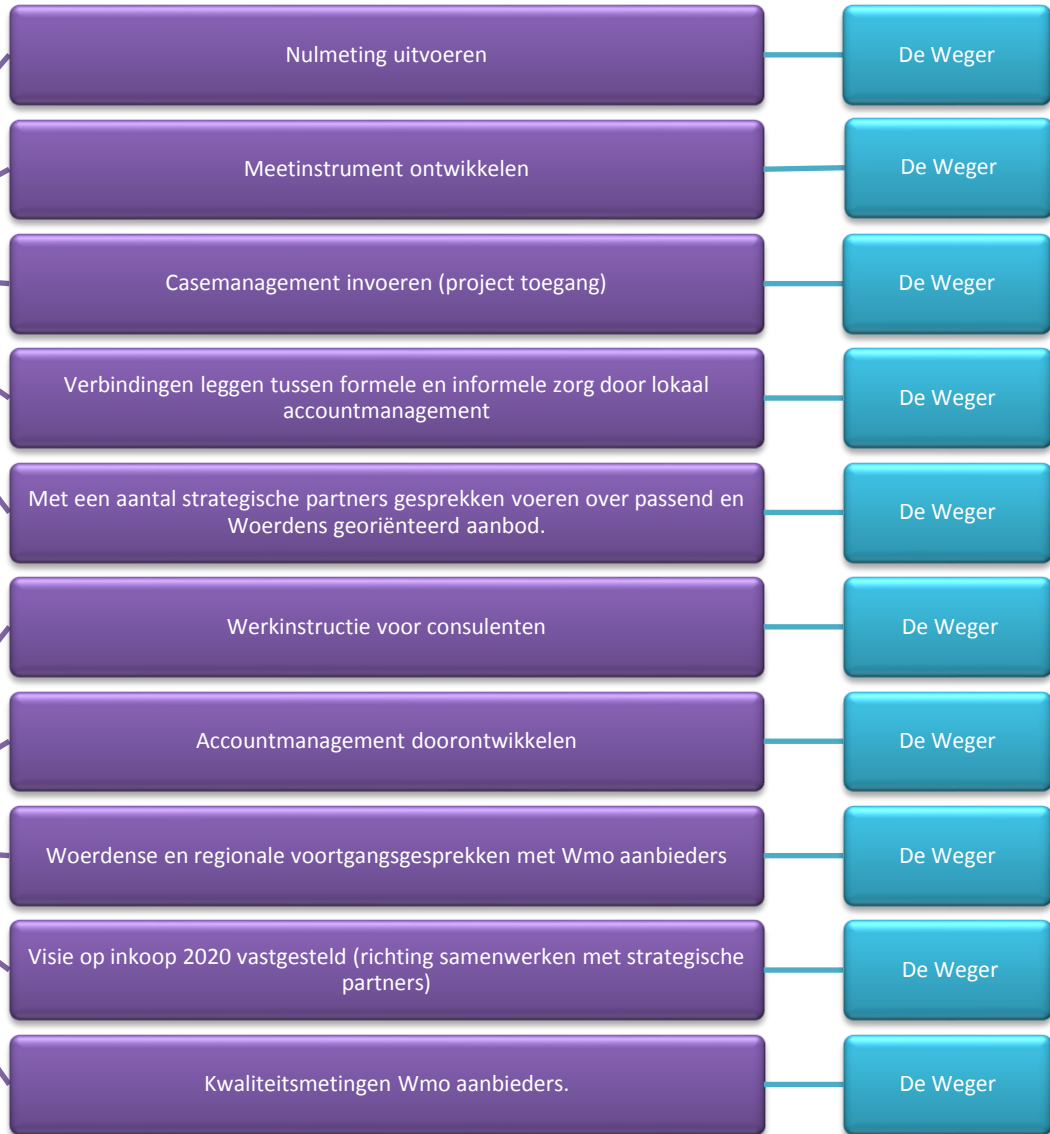 Nulmeting uitvoeren
De Weger
Meetinstrument ontwikkelen
De Weger
Casemanagement invoeren (project toegang)
De Weger
Verbindingen leggen tussen formele en informele zorg door lokaal
accountmanagement
De Weger
Met een aantal strategische partners gesprekken voeren over passend en
Woerdens georiënteerd aanbod.
De Weger
Werkinstructie voor consulenten
De Weger
Accountmanagement doorontwikkelen
De Weger
Woerdense en regionale voortgangsgesprekken met Wmo aanbieders
De Weger
Visie op inkoop 2020 vastgesteld (richting samenwerken met strategische
partners)
De Weger
Kwaliteitsmetingen Wmo aanbieders.
De Weger